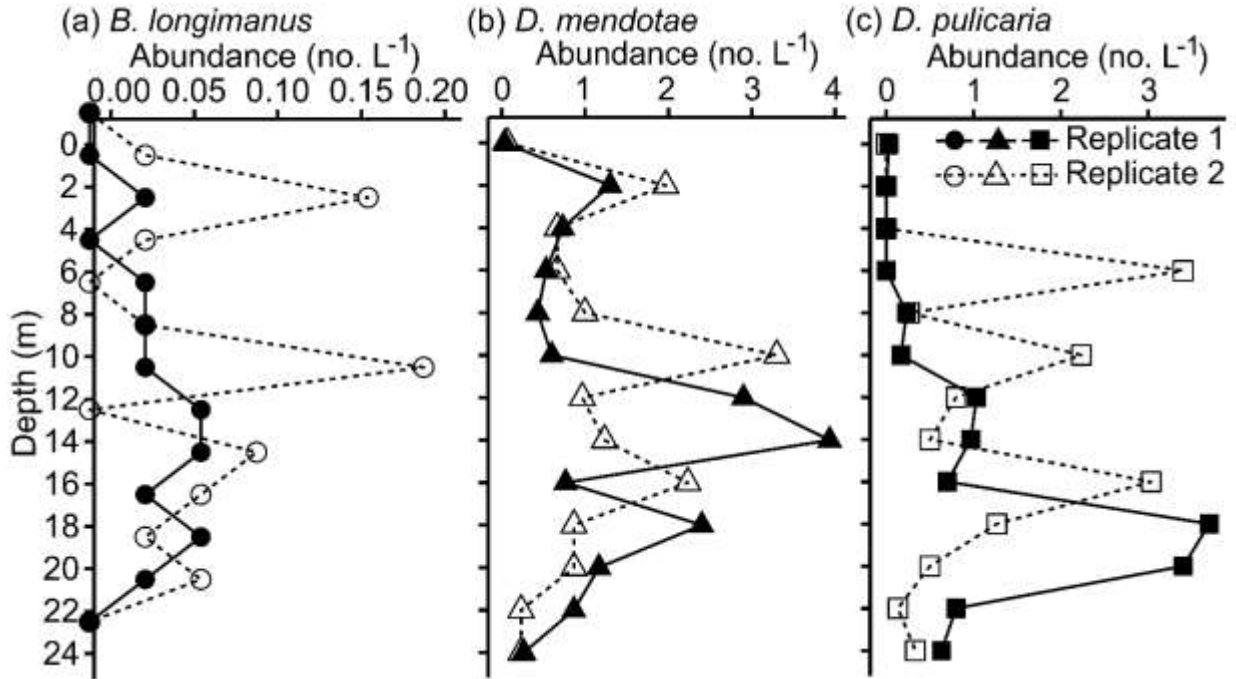 (a) B. longimanus
Abundance (no. L-1)
0.00 0.05 0.10 0.15 0.20
(b) D. mendotae
Abundance (no. L-1)
0 1 2 3 4
(c) D. pulicaria
Abundance (no. L-1)
0 1 2 3
Replicate 1
Replicate 2
Depth (m)
0
2
4
6
8
10
12
14
16
18
20
22
24